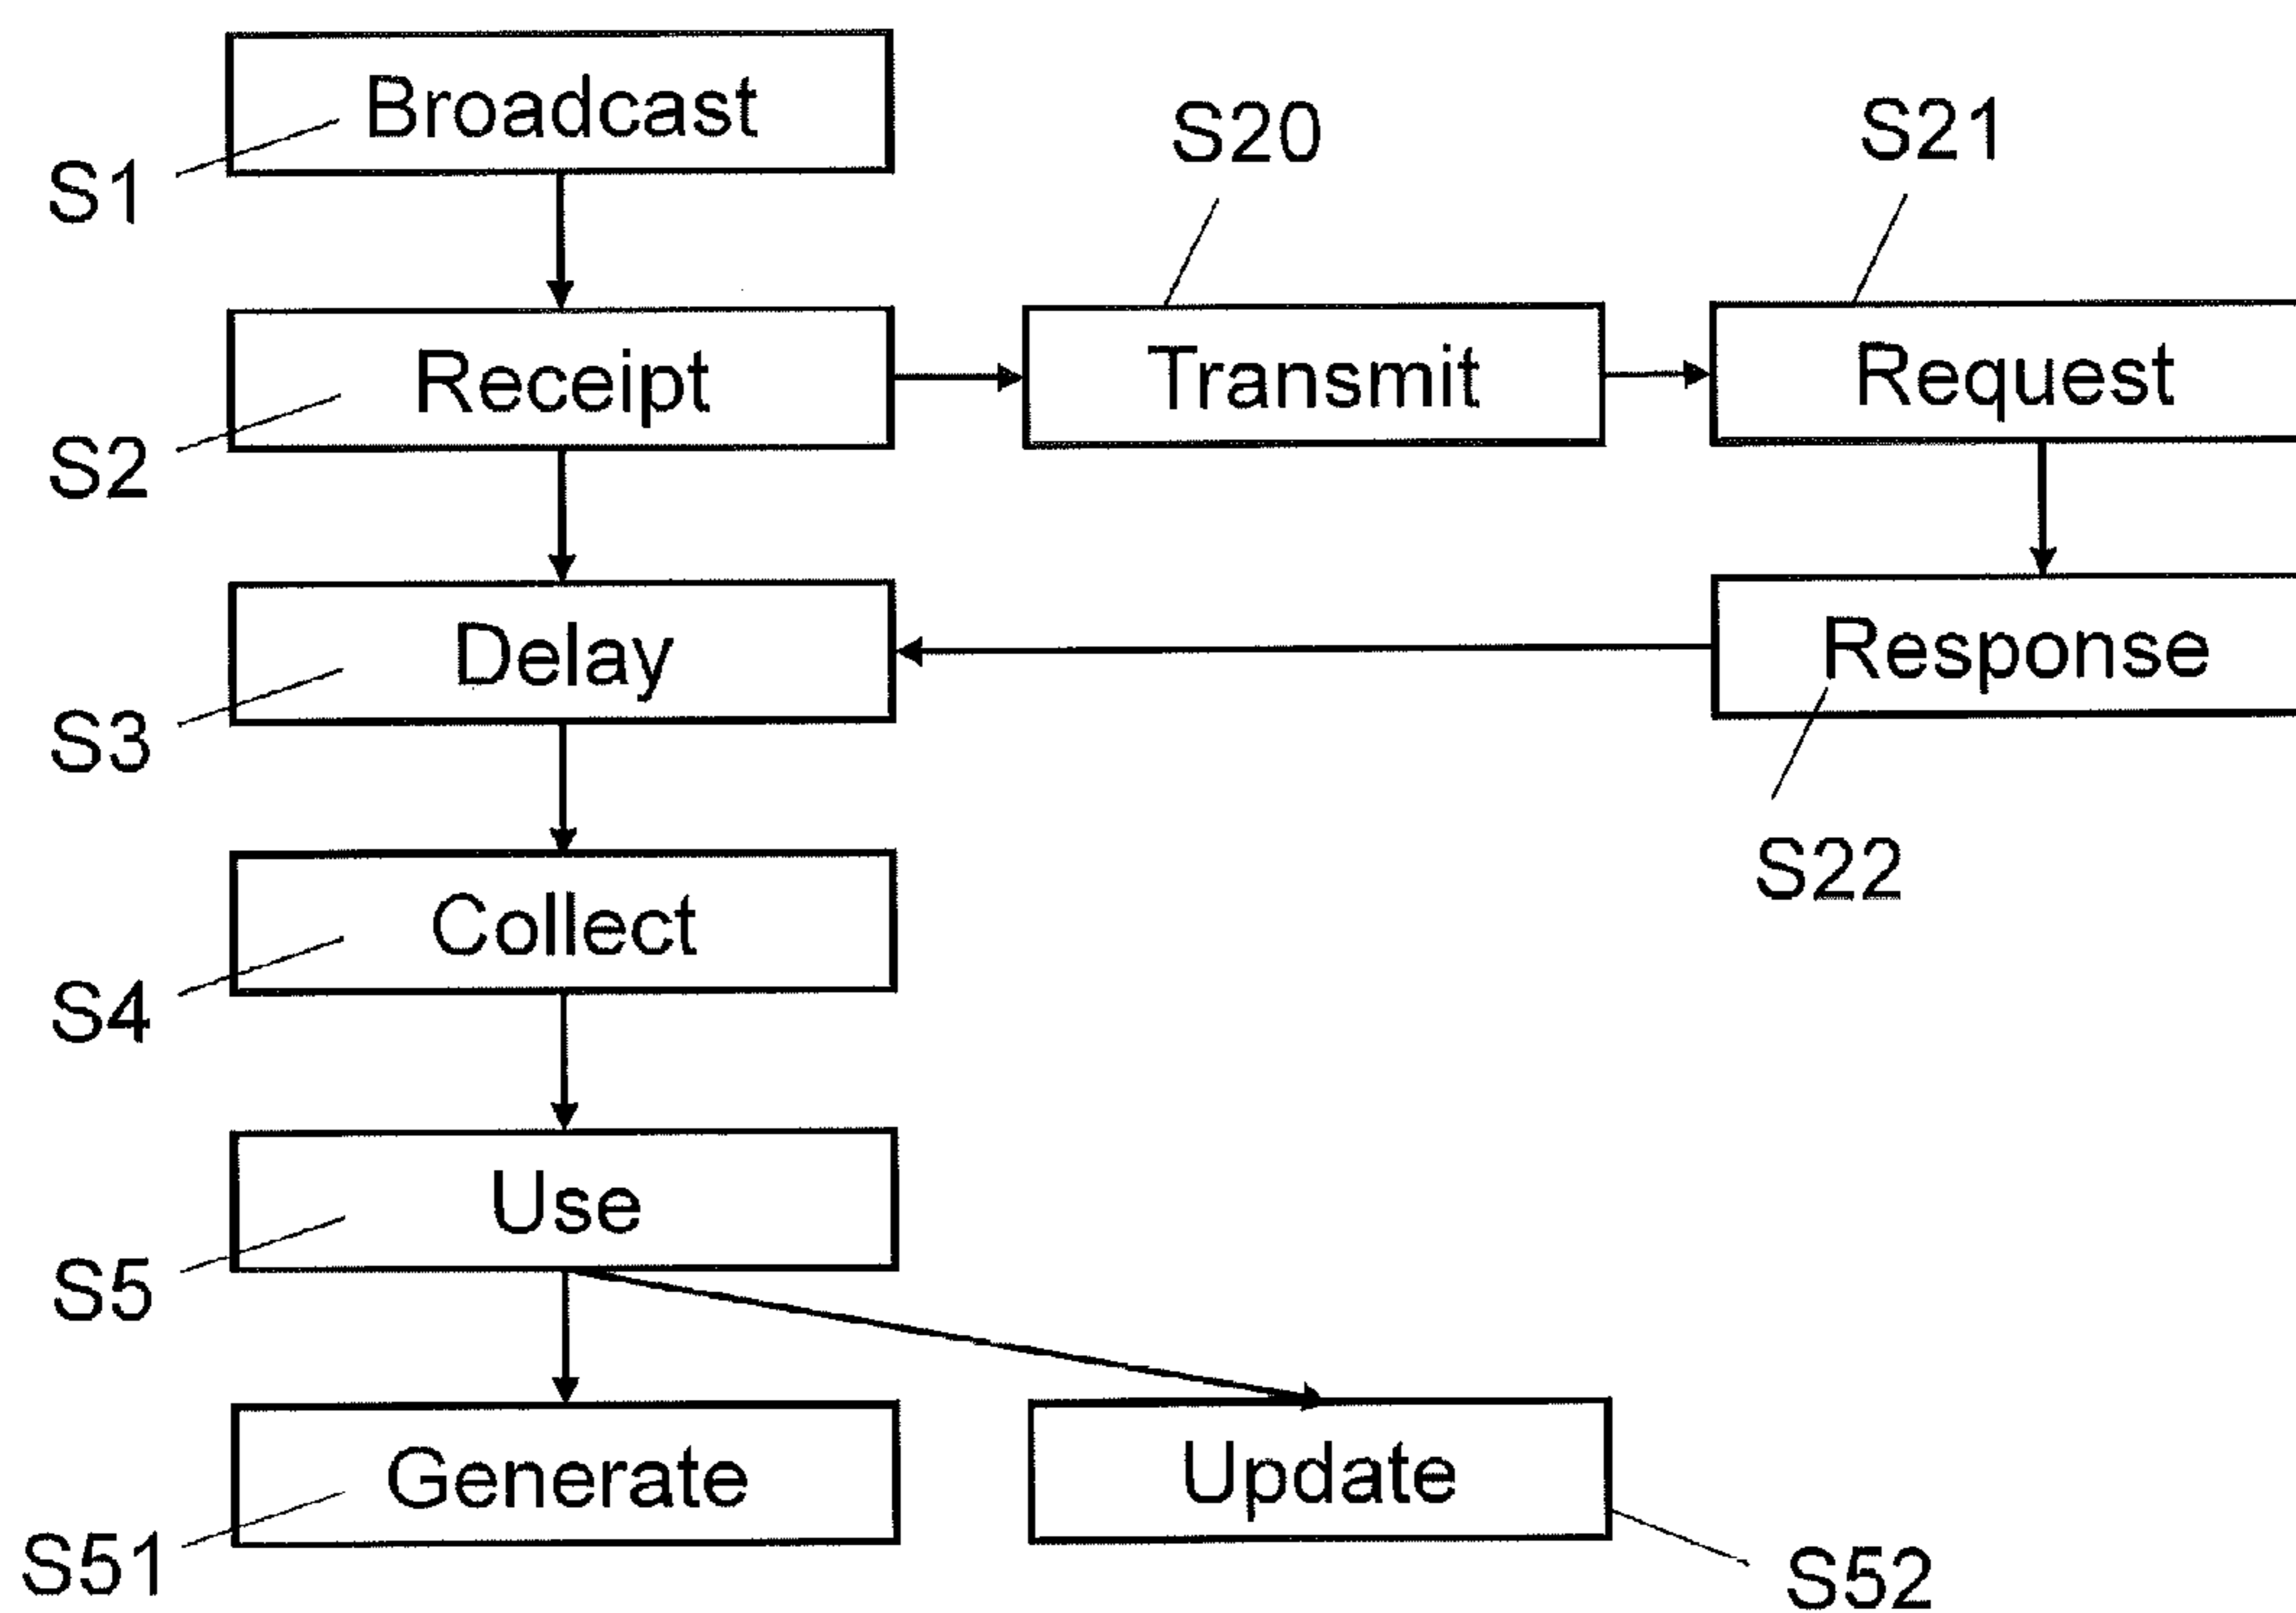 Broadcast
S1
S20
S21
Receipt
Transmit
Request
S2
Delay
Response
S3
S22
Collect
S4
Use
S5
Generate
Update
S51
S52